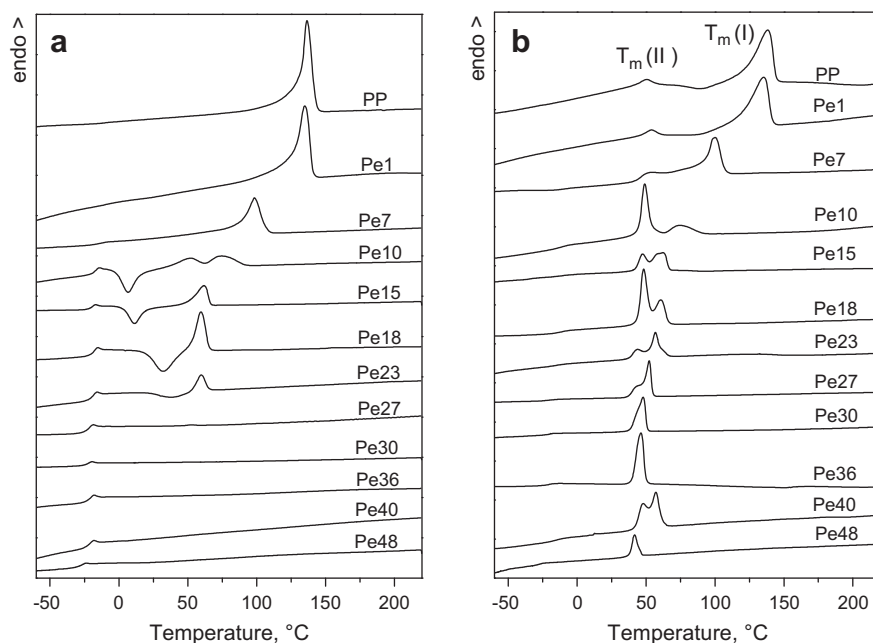 a
endo >
PP
Pe1
Pe7
Pe10
Pe15
Pe18
Pe23
Pe27
Pe30
Pe36
Pe40
Pe48
-50 0 50 100 150 200
Temperature, °C
b
endo >
Tm (II)
Tm (I)
PP
Pe1
Pe7
Pe10
Pe15
Pe18
Pe23
Pe27
Pe30
Pe36
Pe40
Pe48
-50 0 50 100 150 200
Temperature, °C